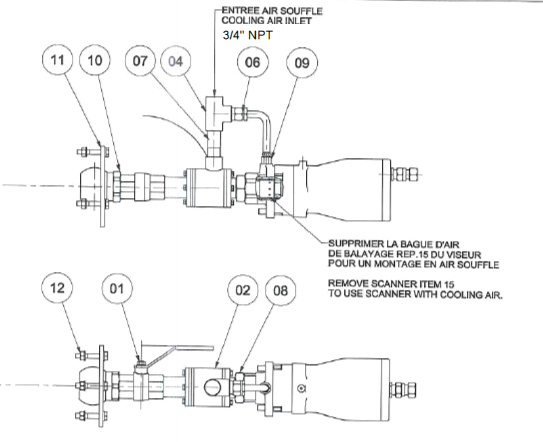 ENTREE AIR SOUFFLE
COOLING AIR INLET
3/4" NPT
11
10
07
04
06
09
SUPPRIMER LA BAGUE D'AIR
DE BALAYAGE REP.15 DU VISEUR
POUR UN MONTAGE EN AIR SOUFFLE
REMOVE SCANNER ITEM 15
TO USE SCANNER WITH COOLING AIR.
12
01
02
08